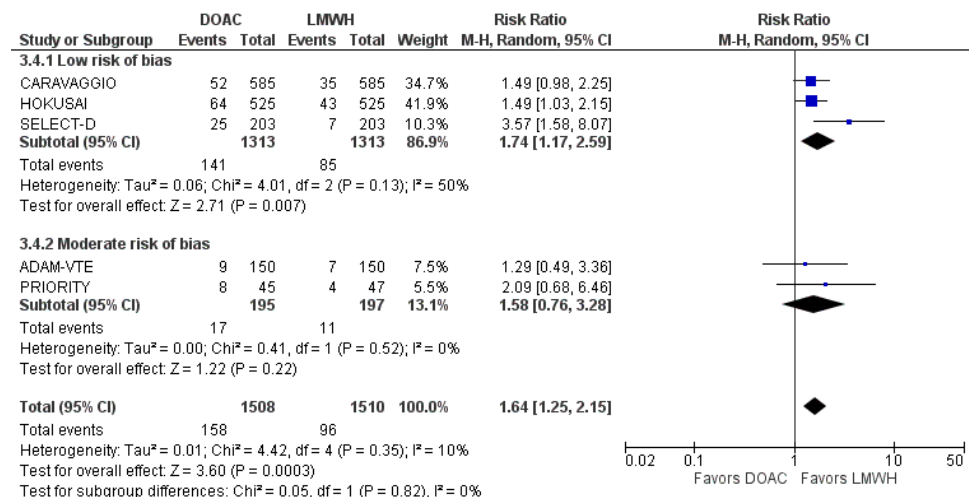 DOAC LMWH Risk Ratio Risk Ratio
Study or Subgroup Events Total Events Total Weight M-H, Random, 95% CI M-H, Random, 95% CI
3.4.1 Low risk of bias
CARAVAGGIO 52 585 35 585 34.7% 1.49 [0.98, 2.25]
HOKUSAI 64 525 43 525 41.9% 1.49 [1.03, 2.15]
SELECT-D 25 203 7 203 10.3% 3.57 [1.58, 8.07]
Subtotal (95% CI) 1313 1313 86.9% 1.74 [1.17, 2.59]
Total events 141 85
Heterogeneity: Tau² = 0.06; Chi² = 4.01, df = 2 (P = 0.13); I² = 50%
Test for overall effect: Z = 2.71 (P = 0.007)
3.4.2 Moderate risk of bias
ADAM-VTE 9 150 7 150 7.5% 1.29 [0.49, 3.36]
PRIORITY 8 45 4 47 5.5% 2.09 [0.68, 6.46]
Subtotal (95% CI) 195 197 13.1% 1.58 [0.76, 3.28]
Total events 17 11
Heterogeneity: Tau² = 0.00; Chi² = 0.41, df = 1 (P = 0.52); I² = 0%
Test for overall effect: Z = 1.22 (P = 0.22)
Total (95% CI) 1508 1510 100.0% 1.64 [1.25, 2.15]
Total events 158 96
Heterogeneity: Tau² = 0.01; Chi² = 4.42, df = 4 (P = 0.35); I² = 10%
Test for overall effect: Z = 3.60 (P = 0.0003)
Test for subgroup differences: Chi² = 0.05, df = 1 (P = 0.82), I² = 0%
0.02 0.1 1 10 50
Favors DOAC Favors LMWH